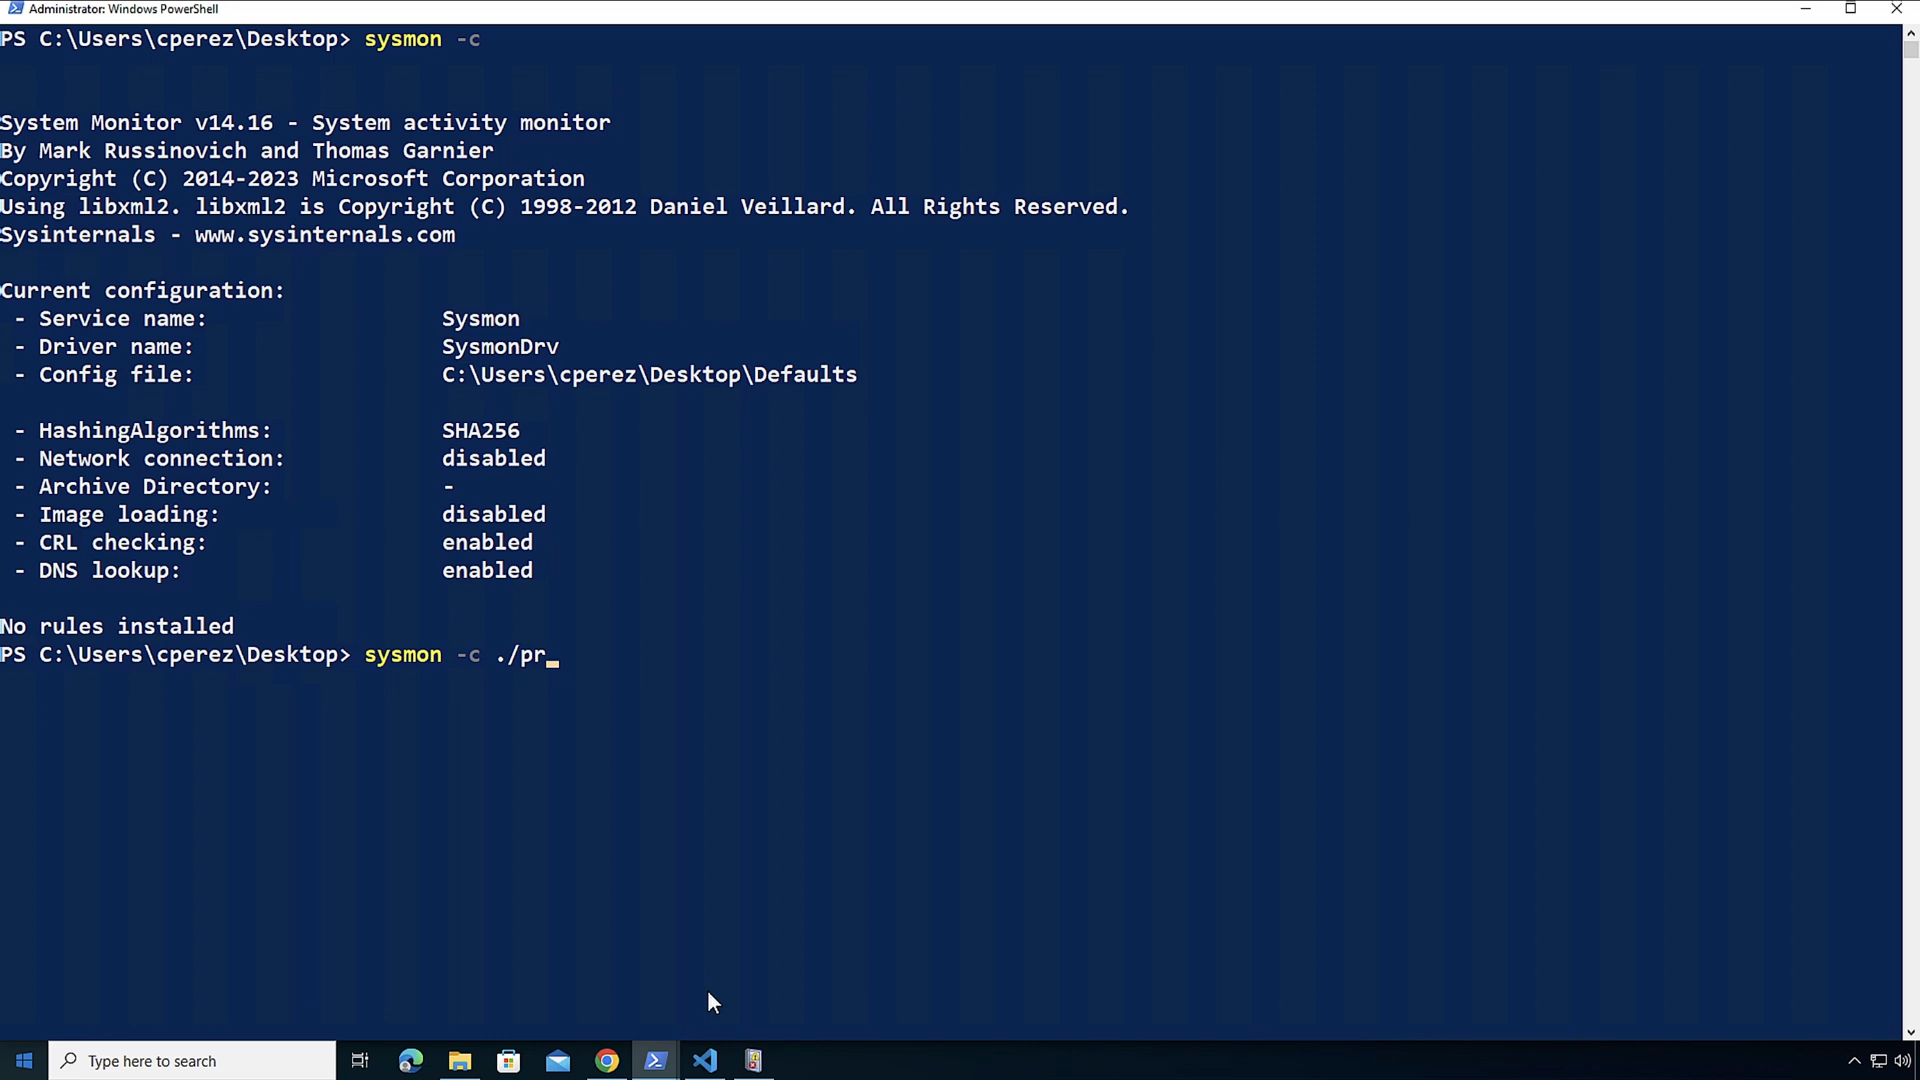 Administrator: Windows PowerShell
PS C:\Users\cperez\Desktop> sysmon -c
System Monitor v14.16 - System activity monitor
By Mark Russinovich and Thomas Garnier
Copyright (C) 2014-2023 Microsoft Corporation
Using libxml2. libxml2 is Copyright (C) 1998-2012 Daniel Veillard. All Rights Reserved.
Sysinternals - www.sysinternals.com
Current configuration:
- Service name: Sysmon
- Driver name: SysmonDrv
- Config file: C:\Users\cperez\Desktop\Defaults
- HashingAlgorithms: SHA256
- Network connection: disabled
- Archive Directory: -
- Image loading: disabled
- CRL checking: enabled
- DNS lookup: enabled
No rules installed
PS C:\Users\cperez\Desktop> sysmon -c ./pr_
Type here to search